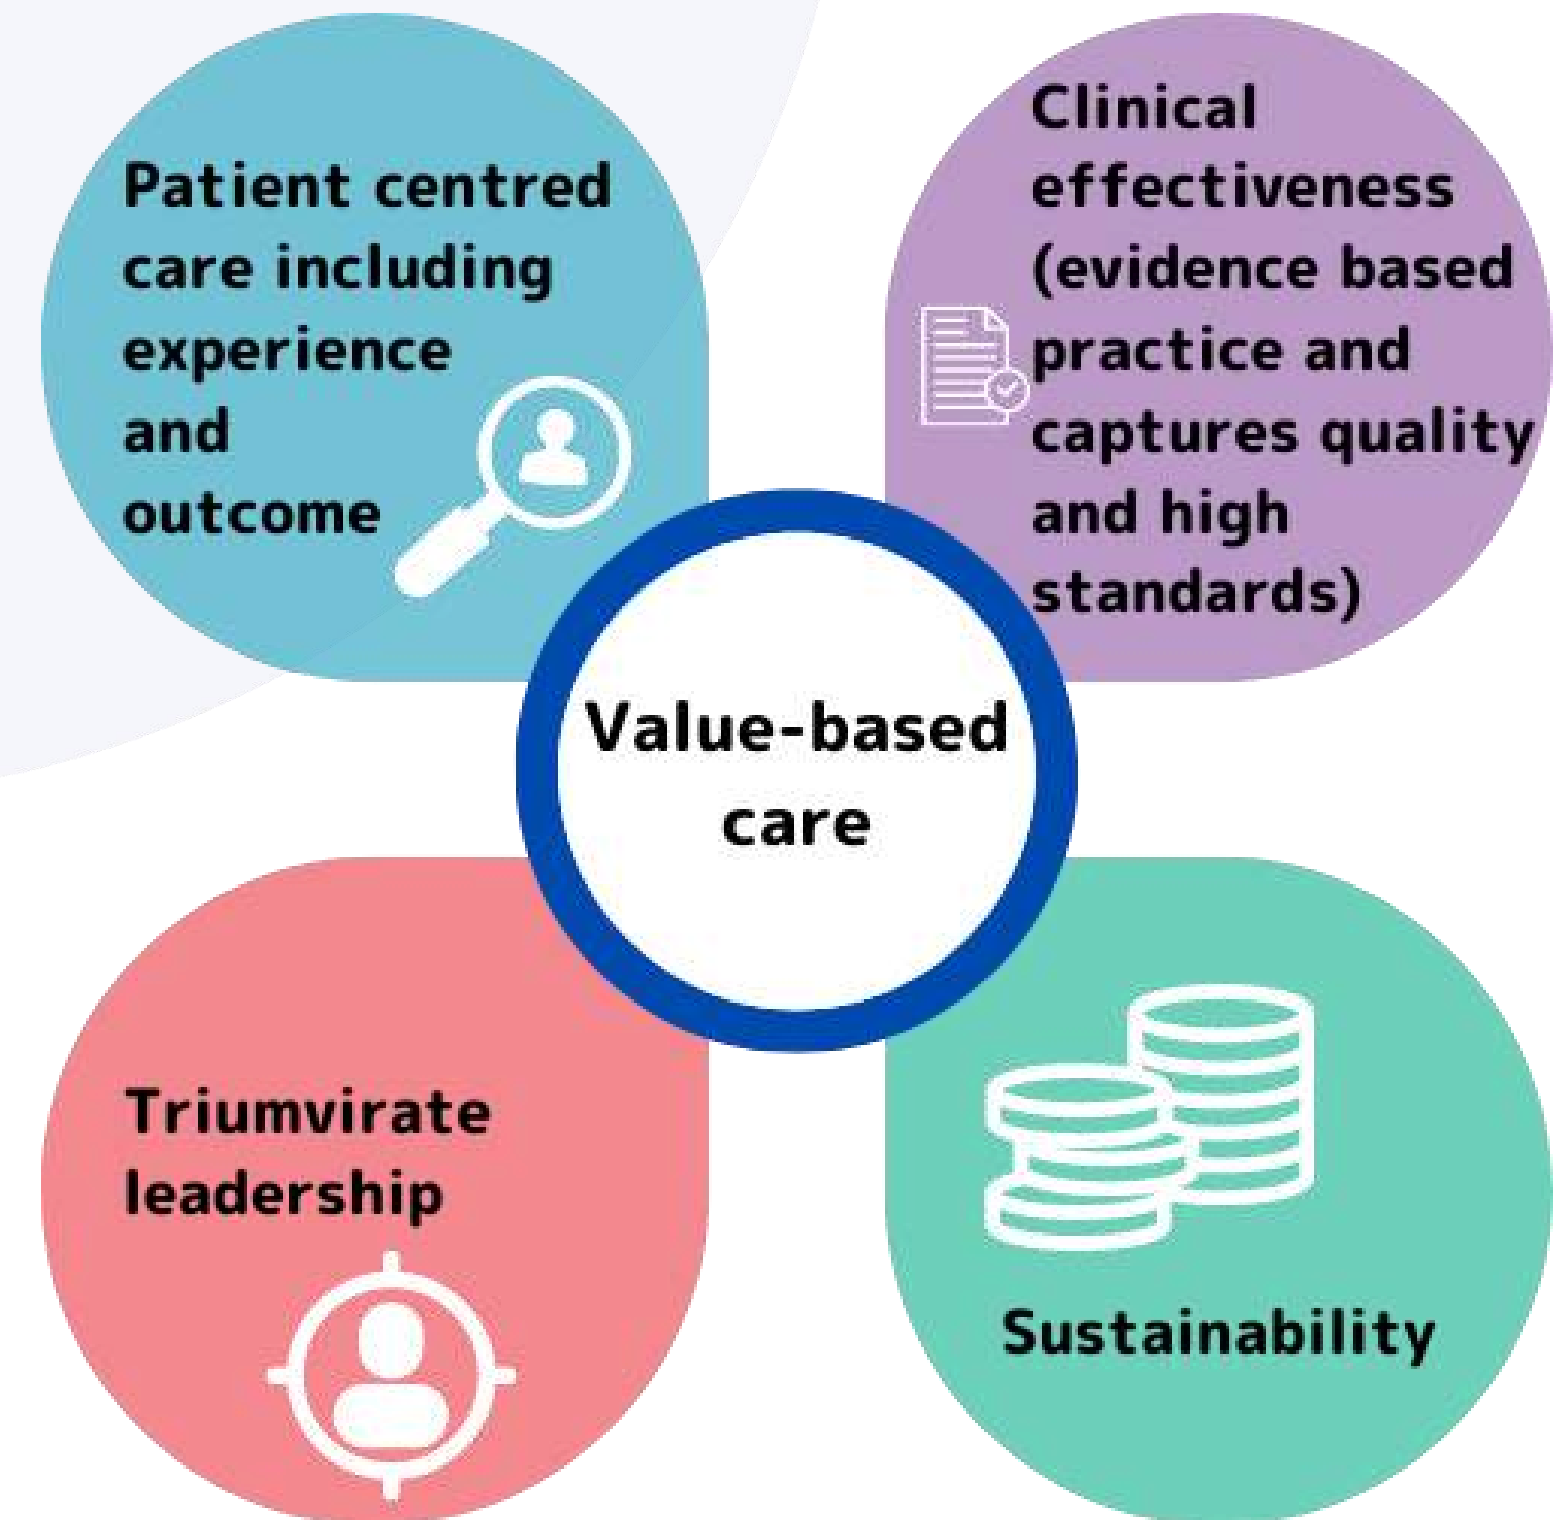 Patient centred
care including
experience
and
outcome
Clinical
effectiveness
(evidence based
practice and
captures quality
and high
standards)
Value-based
care
Triumvirate
leadership
Sustainability